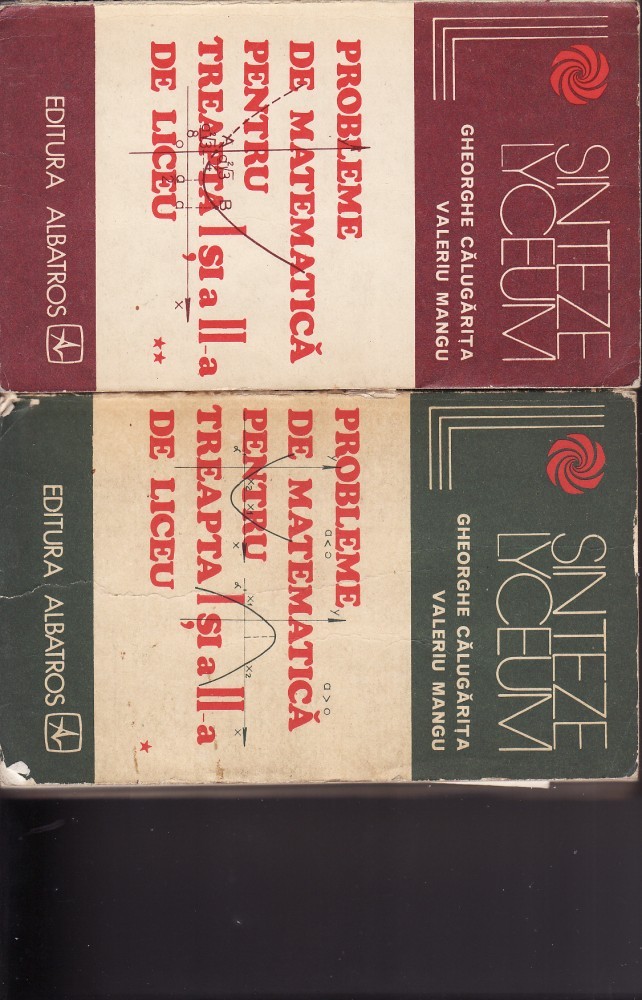 SINTEZE
LYCEUM
GHEORGHE CĂLUGĂRIȚA
VALERIU MANGU
PROBLEME
DE MATEMATICĂ
PENTRU
TREAPTA I ȘI a II-a
DE LICEU
**
EDITURA ALBATROS
SINTEZE
LYCEUM
GHEORGHE CĂLUGĂRIȚA
VALERIU MANGU
PROBLEME
DE MATEMATICĂ
PENTRU
TREAPTA I ȘI a II-a
DE LICEU
*
a < o
a > o
EDITURA ALBATROS